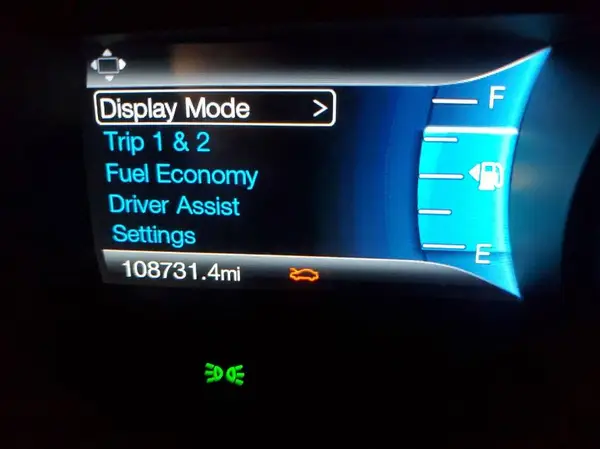 Display Mode >
F
Trip 1 & 2
Fuel Economy
Driver Assist
Settings
E
108731.4mi